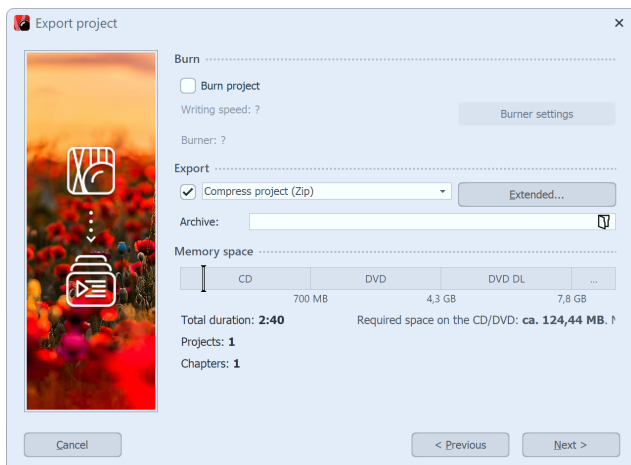 Export project
Burn
Burn project
Writing speed: ?
Burner settings
Burner: ?
Export
Compress project (Zip)
Extended...
Archive:
Memory space
CD DVD DVD DL ...
700 MB 4,3 GB 7,8 GB
Total duration: 2:40 Required space on the CD/DVD: ca. 124,44 MB.
Projects: 1
Chapters: 1
Cancel < Previous Next >